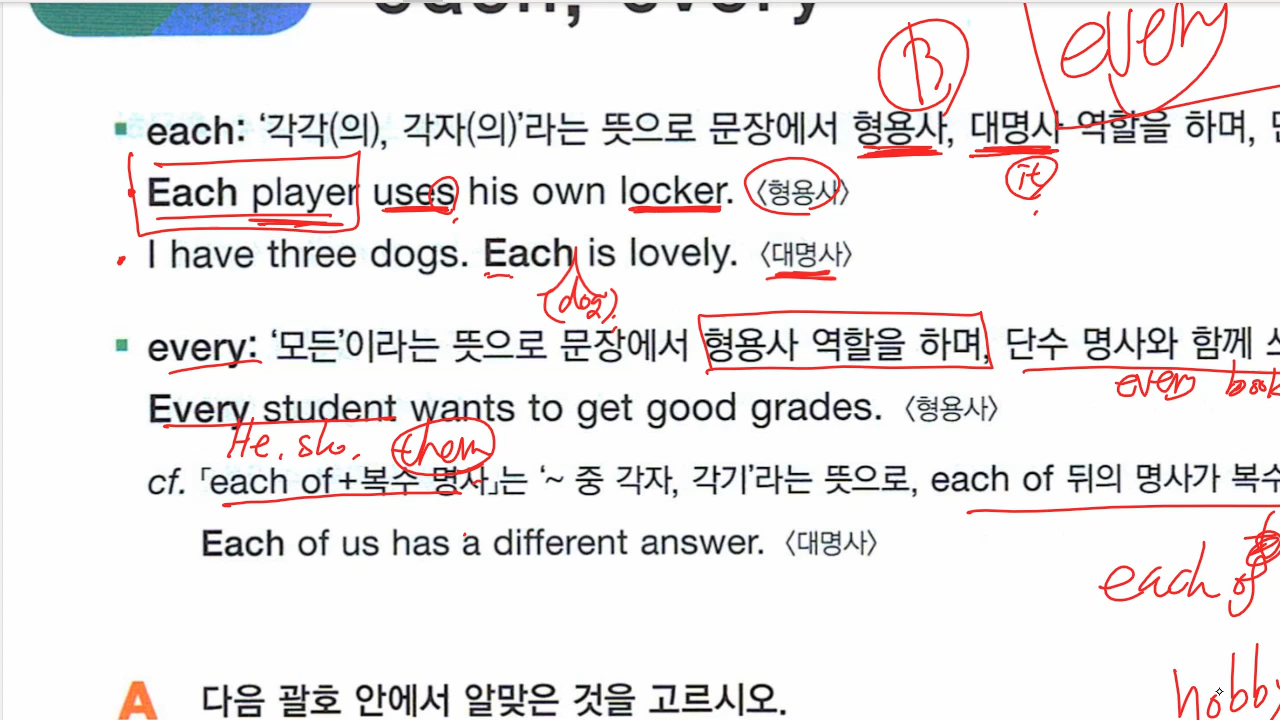 each, every
B every
each: '각각(의), 각자(의)'라는 뜻으로 문장에서 형용사, 대명사 역할을 하며,
Each player uses his own locker. 〈형용사〉 it
I have three dogs. Each is lovely. 〈대명사〉
(dog)
every: '모든'이라는 뜻으로 문장에서 형용사 역할을 하며, 단수 명사와 함께
every book
Every student wants to get good grades. 〈형용사〉
He. she. them
cf. 「each of+복수 명사」는 '~ 중 각자, 각기'라는 뜻으로, each of 뒤의 명사가 복수
Each of us has a different answer. 〈대명사〉
each of
hobby
A 다음 괄호 안에서 알맞은 것을 고르시오.